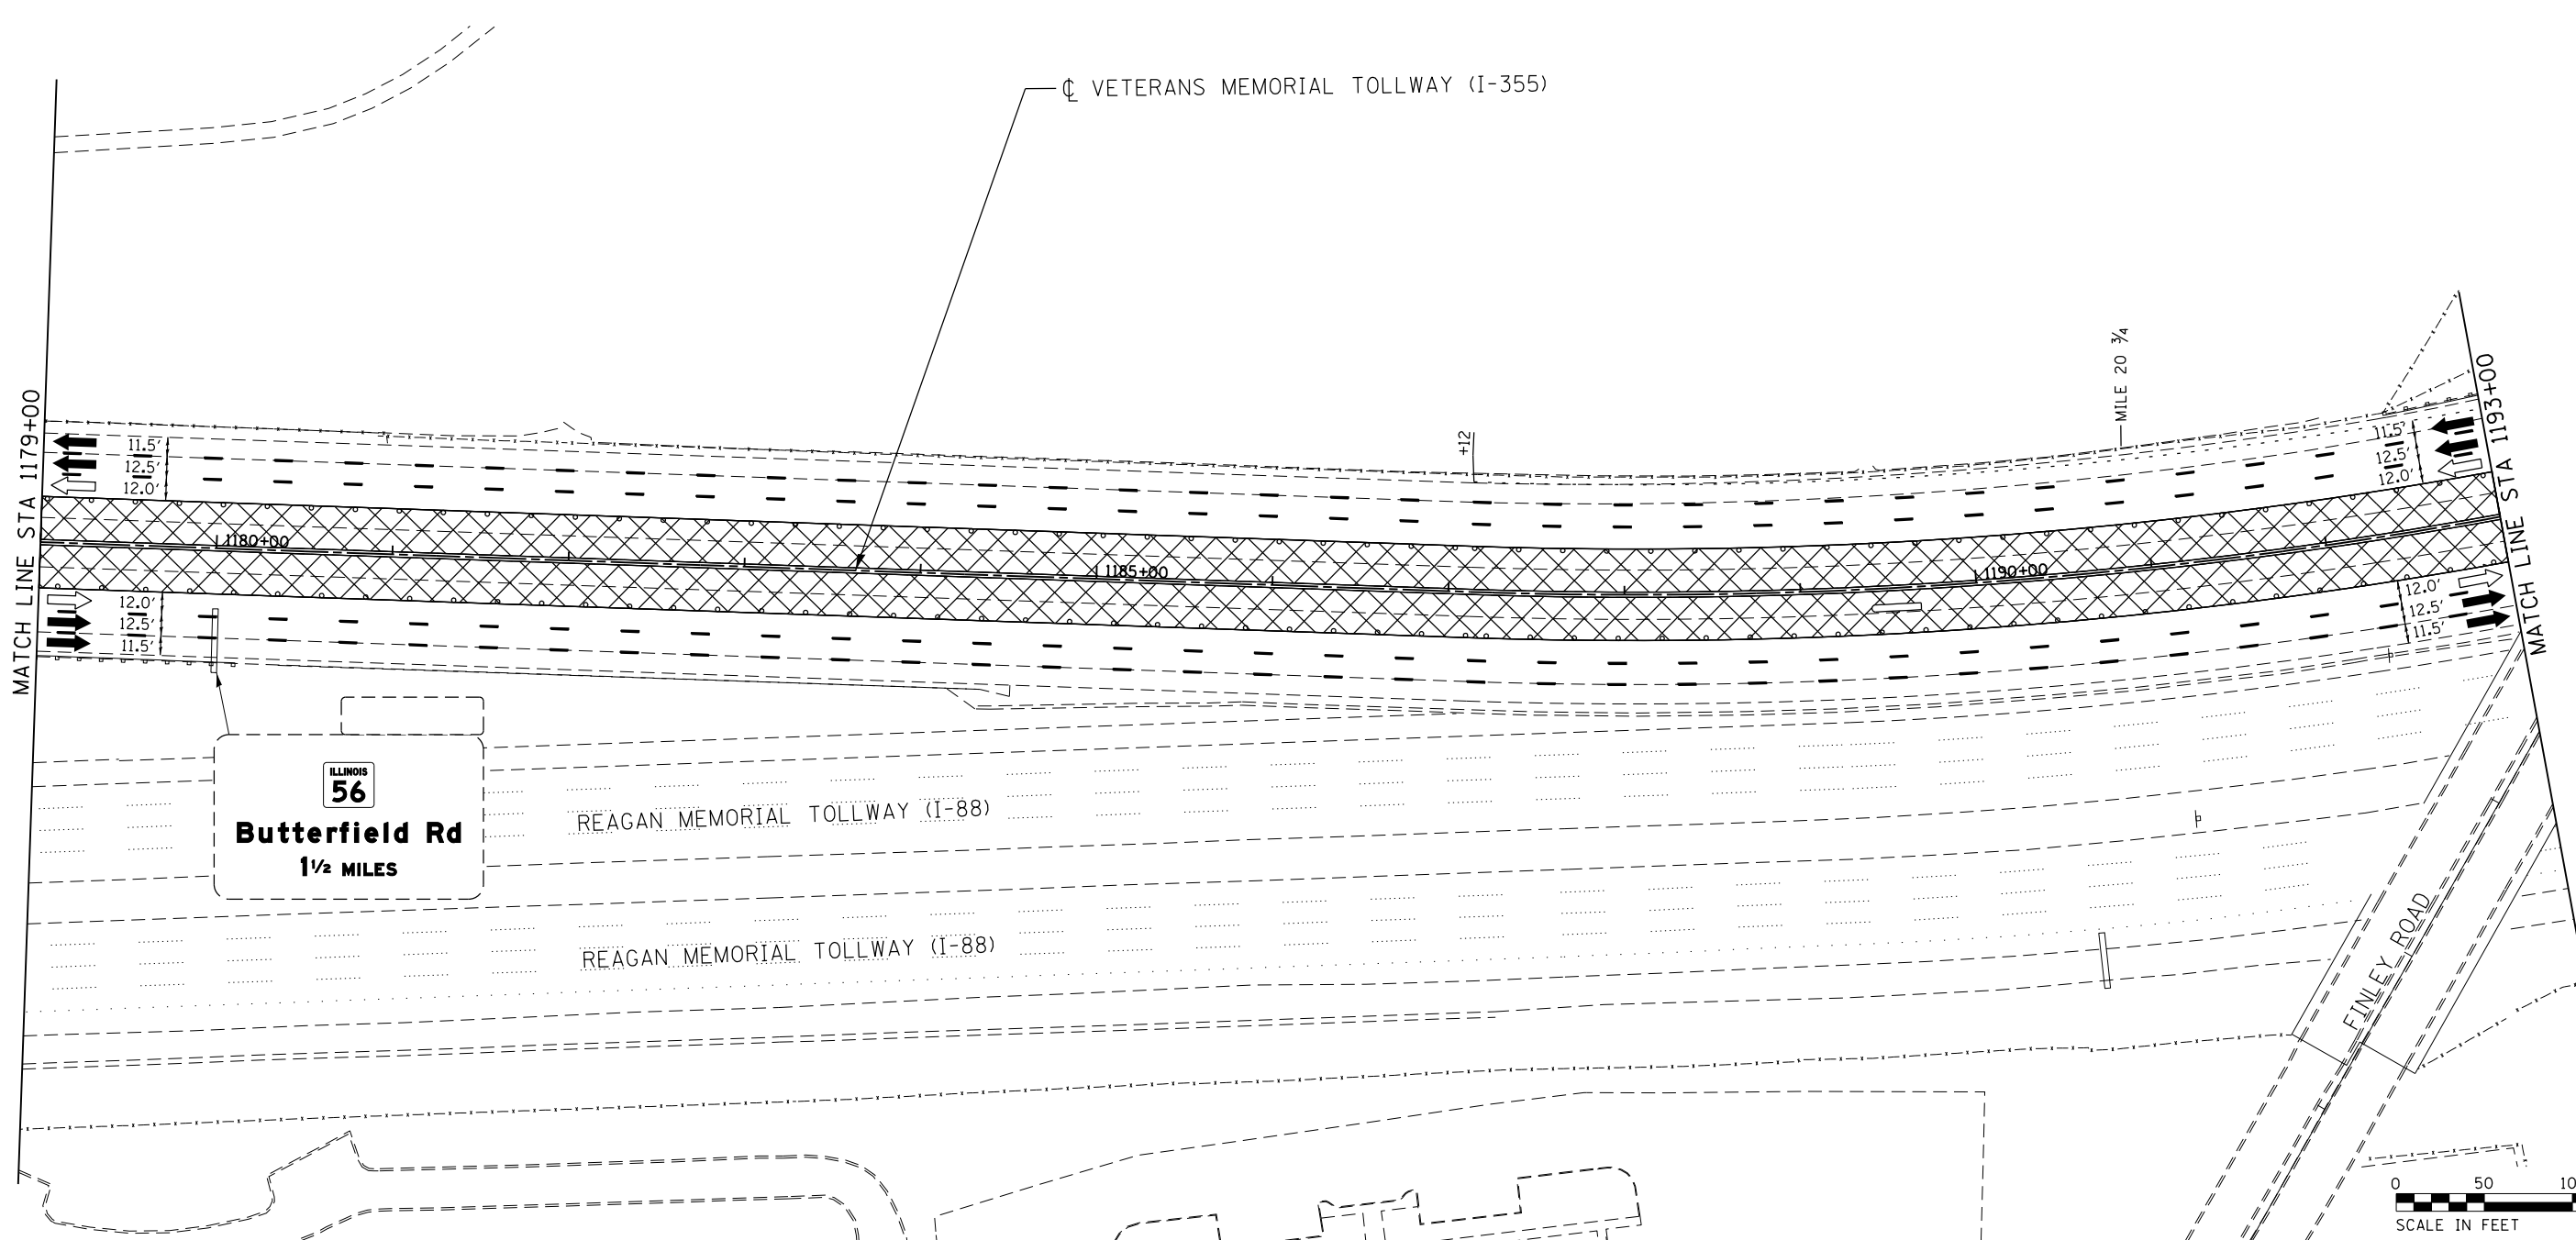 ℄ VETERANS MEMORIAL TOLLWAY (I-355)
MATCH LINE STA 1179+00
MATCH LINE STA 1193+00
MILE 20 ¾
+12
11.5'
12.5'
12.0'
11.5'
12.5'
12.0'
1180+00
1185+00
1190+00
12.0'
12.5'
11.5'
12.0'
12.5'
11.5'
ILLINOIS
56
Butterfield Rd
1 1/2 MILES
REAGAN MEMORIAL TOLLWAY (I-88)
REAGAN MEMORIAL TOLLWAY (I-88)
FINLEY ROAD
0 50 10
SCALE IN FEET